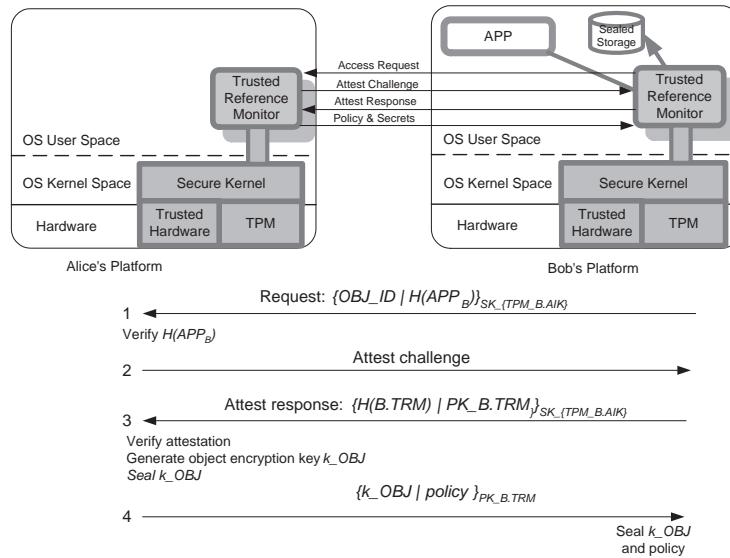 APP
Sealed
Storage
Access Request
Attest Challenge
Attest Response
Policy & Secrets
Trusted
Reference
Monitor
Trusted
Reference
Monitor
OS User Space
OS User Space
OS Kernel Space
Secure Kernel
OS Kernel Space
Secure Kernel
Hardware
Trusted
Hardware
TPM
Hardware
Trusted
Hardware
TPM
Alice's Platform
Bob's Platform
Request: {OBJ_ID | H(APP_B)}SK_{TPM_B.AIK}
1
Verify H(APP_B)
Attest challenge
2
Attest response: {H(B.TRM) | PK_B.TRM}SK_{TPM_B.AIK}
3
Verify attestation
Generate object encryption key k_OBJ
Seal k_OBJ
{k_OBJ | policy }PK_B.TRM
4
Seal k_OBJ
and policy